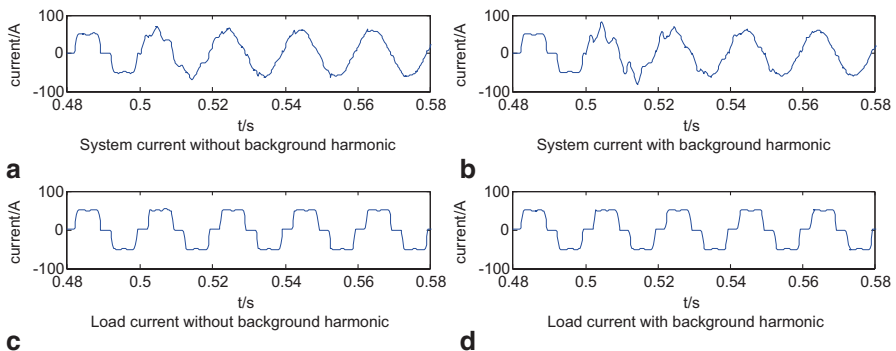 100
0
-100
current/A
0.48 0.5 0.52 0.54 0.56 0.58
t/s
System current without background harmonic
a
100
0
-100
current/A
0.48 0.5 0.52 0.54 0.56 0.58
t/s
System current with background harmonic
b
100
0
-100
current/A
0.48 0.5 0.52 0.54 0.56 0.58
t/s
Load current without background harmonic
c
100
0
-100
current/A
0.48 0.5 0.52 0.54 0.56 0.58
t/s
Load current with background harmonic
d